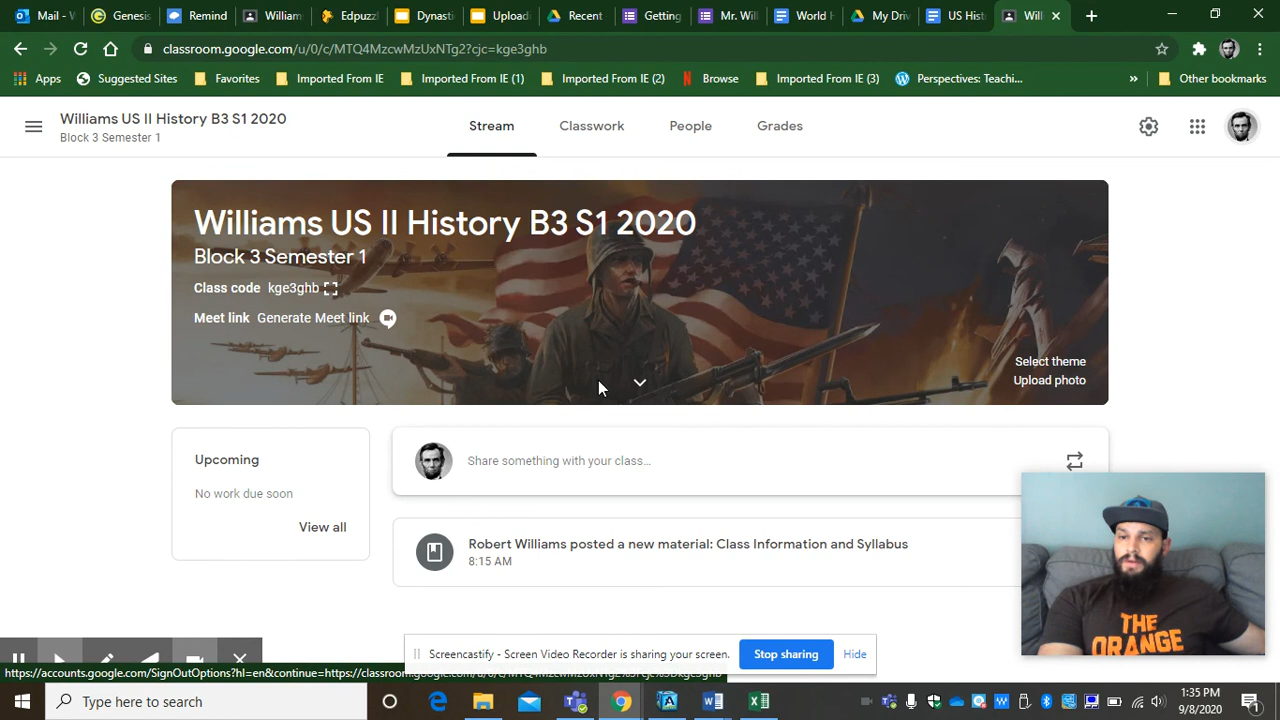 Mail - W
Genesis
Remind
William
Edpuzzl
Dynasti
Uploadi
Recent
Getting
Mr. Will
World H
My Driv
US Hist
Will
classroom.google.com/u/0/c/MTQ4MzcwMzUxNTg2?cjc=kge3ghb
Apps
Suggested Sites
Favorites
Imported From IE
Imported From IE (1)
Imported From IE (2)
Browse
Imported From IE (3)
Perspectives: Teachi...
Other bookmarks
Williams US II History B3 S1 2020
Block 3 Semester 1
Stream
Classwork
People
Grades
Williams US II History B3 S1 2020
Block 3 Semester 1
Class code kge3ghb
Meet link Generate Meet link
Select theme
Upload photo
Upcoming
No work due soon
View all
Share something with your class...
Robert Williams posted a new material: Class Information and Syllabus
8:15 AM
THE
ORANGE
Screencastify - Screen Video Recorder is sharing your screen.
Stop sharing
Hide
Type here to search
1:35 PM
9/8/2020